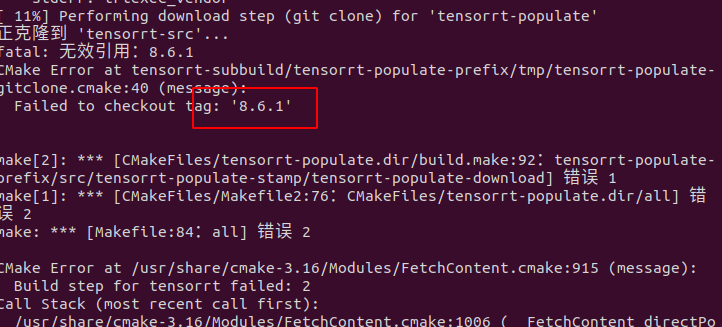 [ 11%] Performing download step (git clone) for 'tensorrt-populate'
正克隆到 'tensorrt-src'...
fatal: 无效引用：8.6.1
CMake Error at tensorrt-subbuild/tensorrt-populate-prefix/tmp/tensorrt-populate-
gitclone.cmake:40 (message):
Failed to checkout tag: '8.6.1'
make[2]: *** [CMakeFiles/tensorrt-populate.dir/build.make:92：tensorrt-populate-
prefix/src/tensorrt-populate-stamp/tensorrt-populate-download] 错误 1
make[1]: *** [CMakeFiles/Makefile2:76：CMakeFiles/tensorrt-populate.dir/all] 错
误 2
make: *** [Makefile:84：all] 错误 2
CMake Error at /usr/share/cmake-3.16/Modules/FetchContent.cmake:915 (message):
Build step for tensorrt failed: 2
Call Stack (most recent call first):
/usr/share/cmake-3.16/Modules/FetchContent.cmake:1006 (__FetchContent_directPo